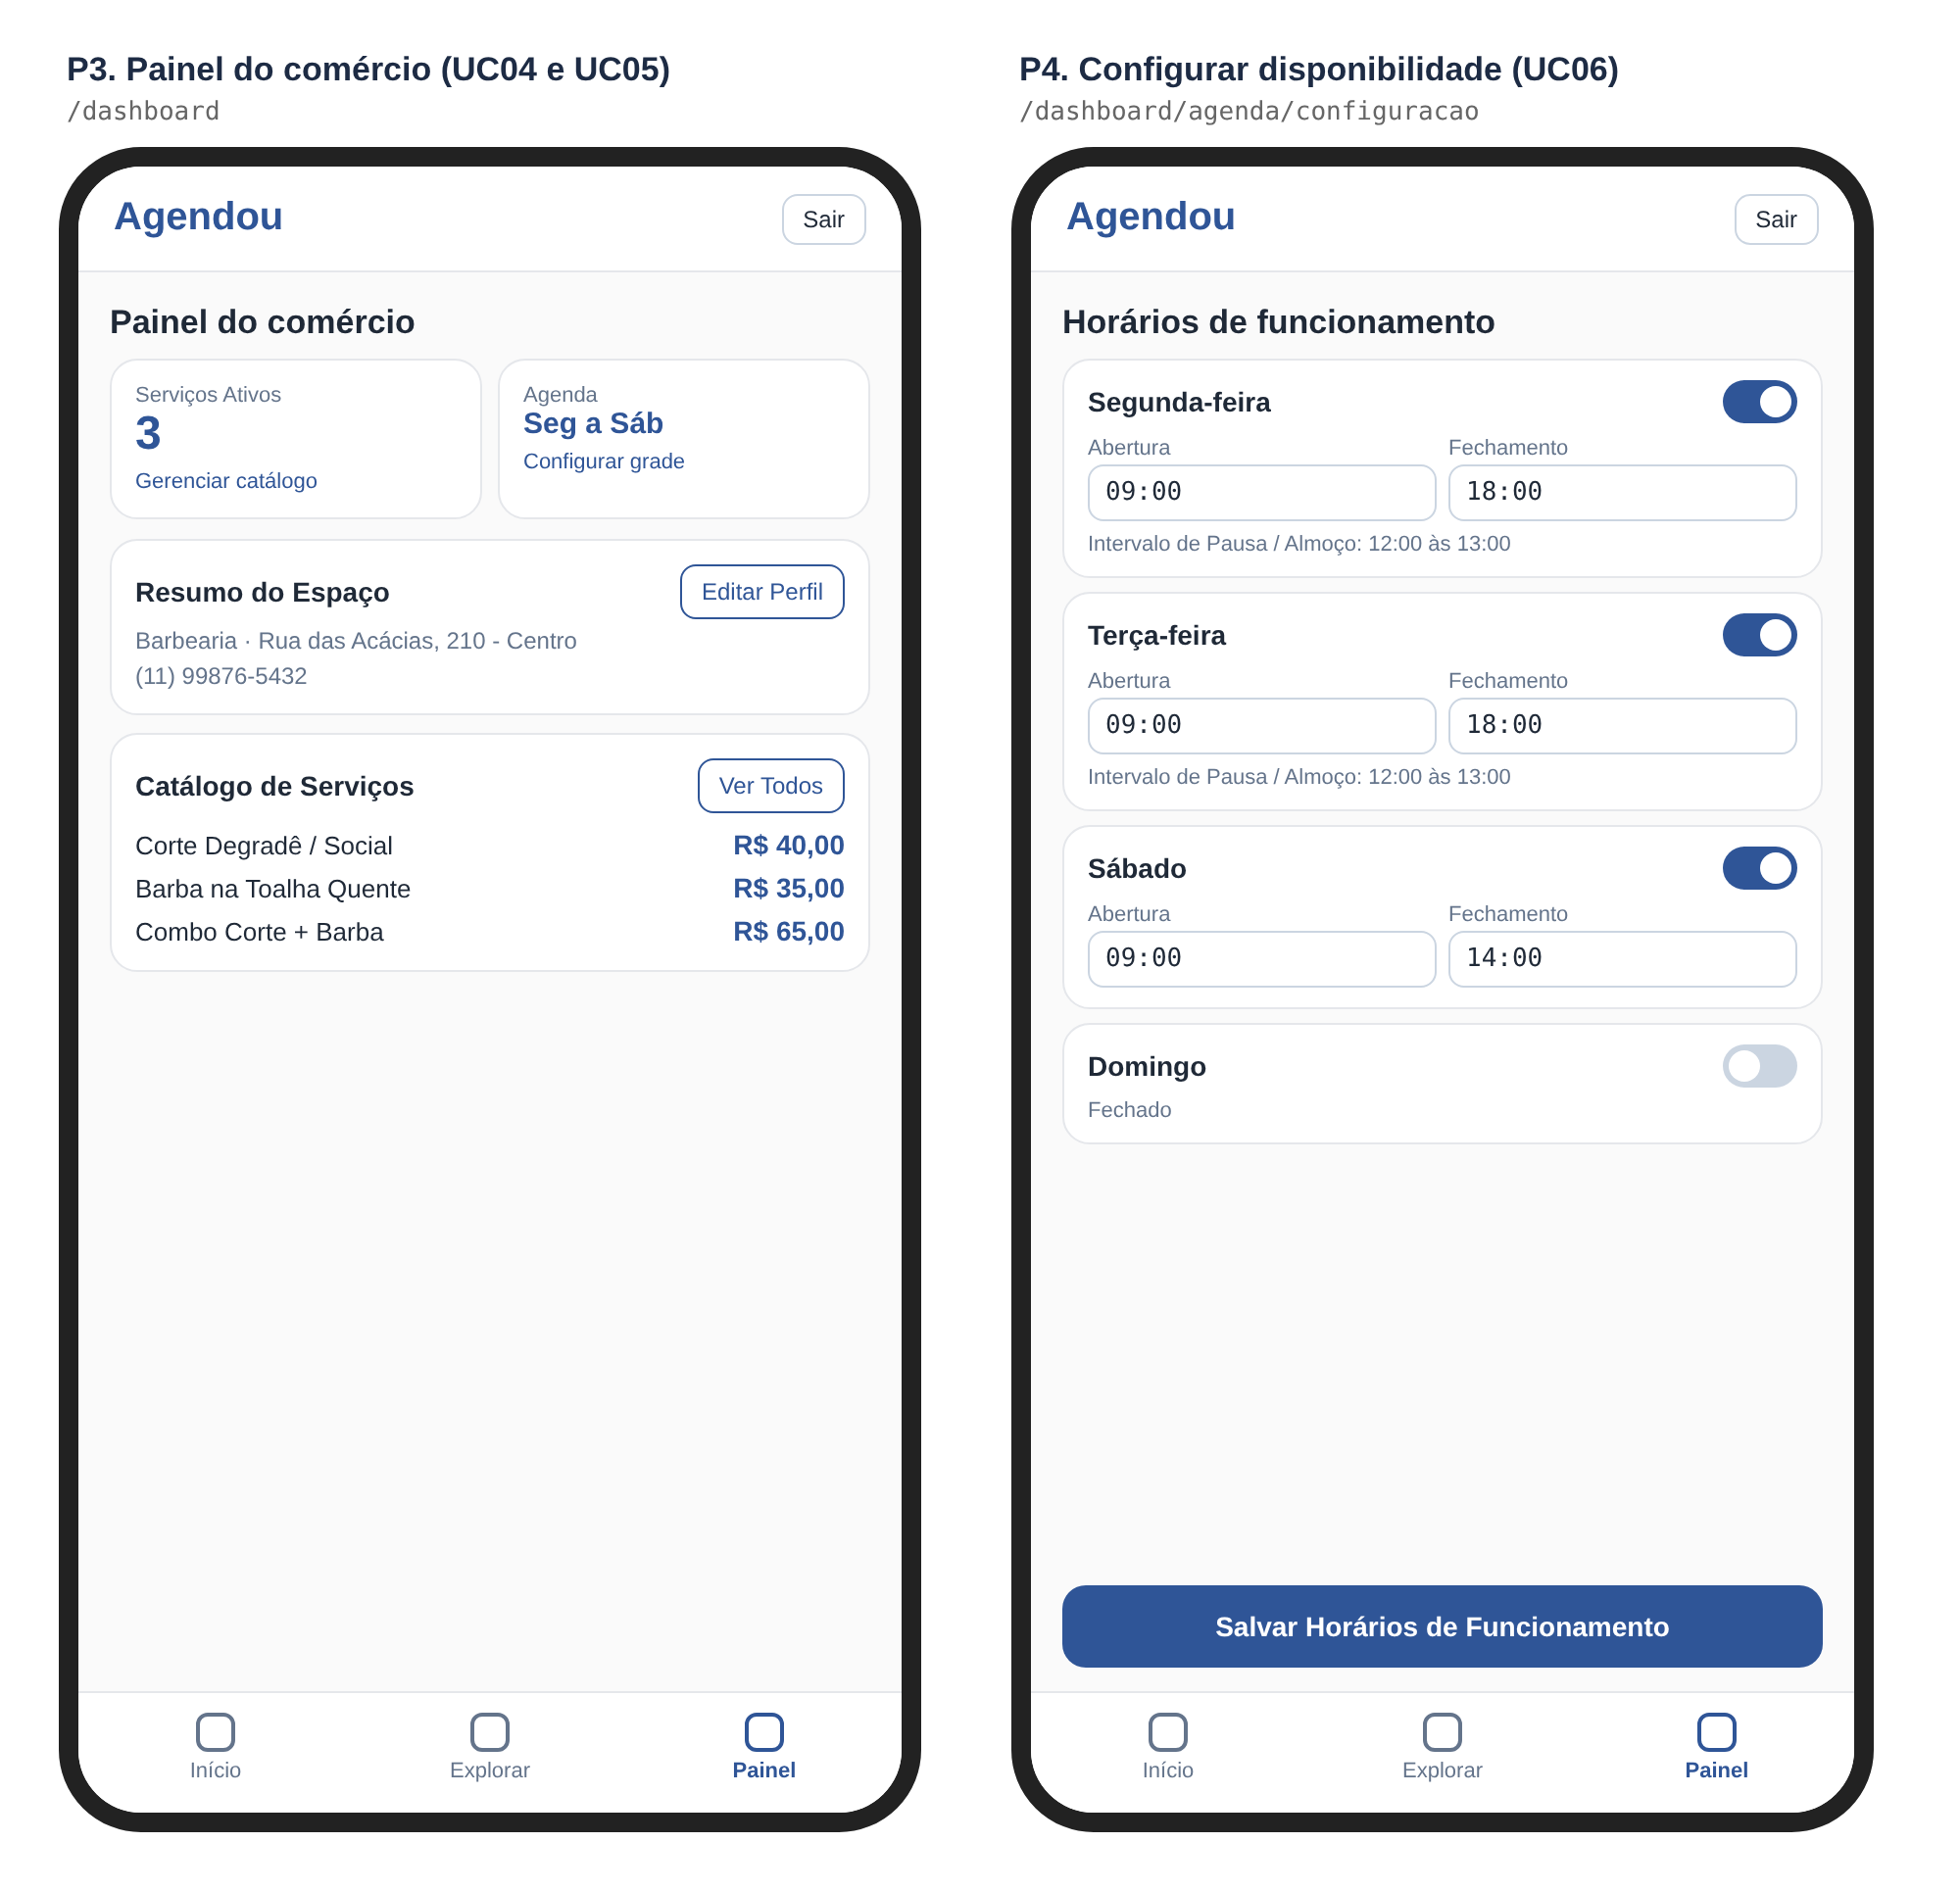 P3. Painel do comércio (UC04 e UC05)
/dashboard
Agendou
Sair
Painel do comércio
Serviços Ativos
3
Gerenciar catálogo
Agenda
Seg a Sáb
Configurar grade
Resumo do Espaço
Editar Perfil
Barbearia · Rua das Acácias, 210 - Centro
(11) 99876-5432
Catálogo de Serviços
Ver Todos
Corte Degradê / Social R$ 40,00
Barba na Toalha Quente R$ 35,00
Combo Corte + Barba R$ 65,00
Início Explorar Painel
P4. Configurar disponibilidade (UC06)
/dashboard/agenda/configuracao
Agendou
Sair
Horários de funcionamento
Segunda-feira
Abertura Fechamento
09:00 18:00
Intervalo de Pausa / Almoço: 12:00 às 13:00
Terça-feira
Abertura Fechamento
09:00 18:00
Intervalo de Pausa / Almoço: 12:00 às 13:00
Sábado
Abertura Fechamento
09:00 14:00
Domingo
Fechado
Salvar Horários de Funcionamento
Início Explorar Painel